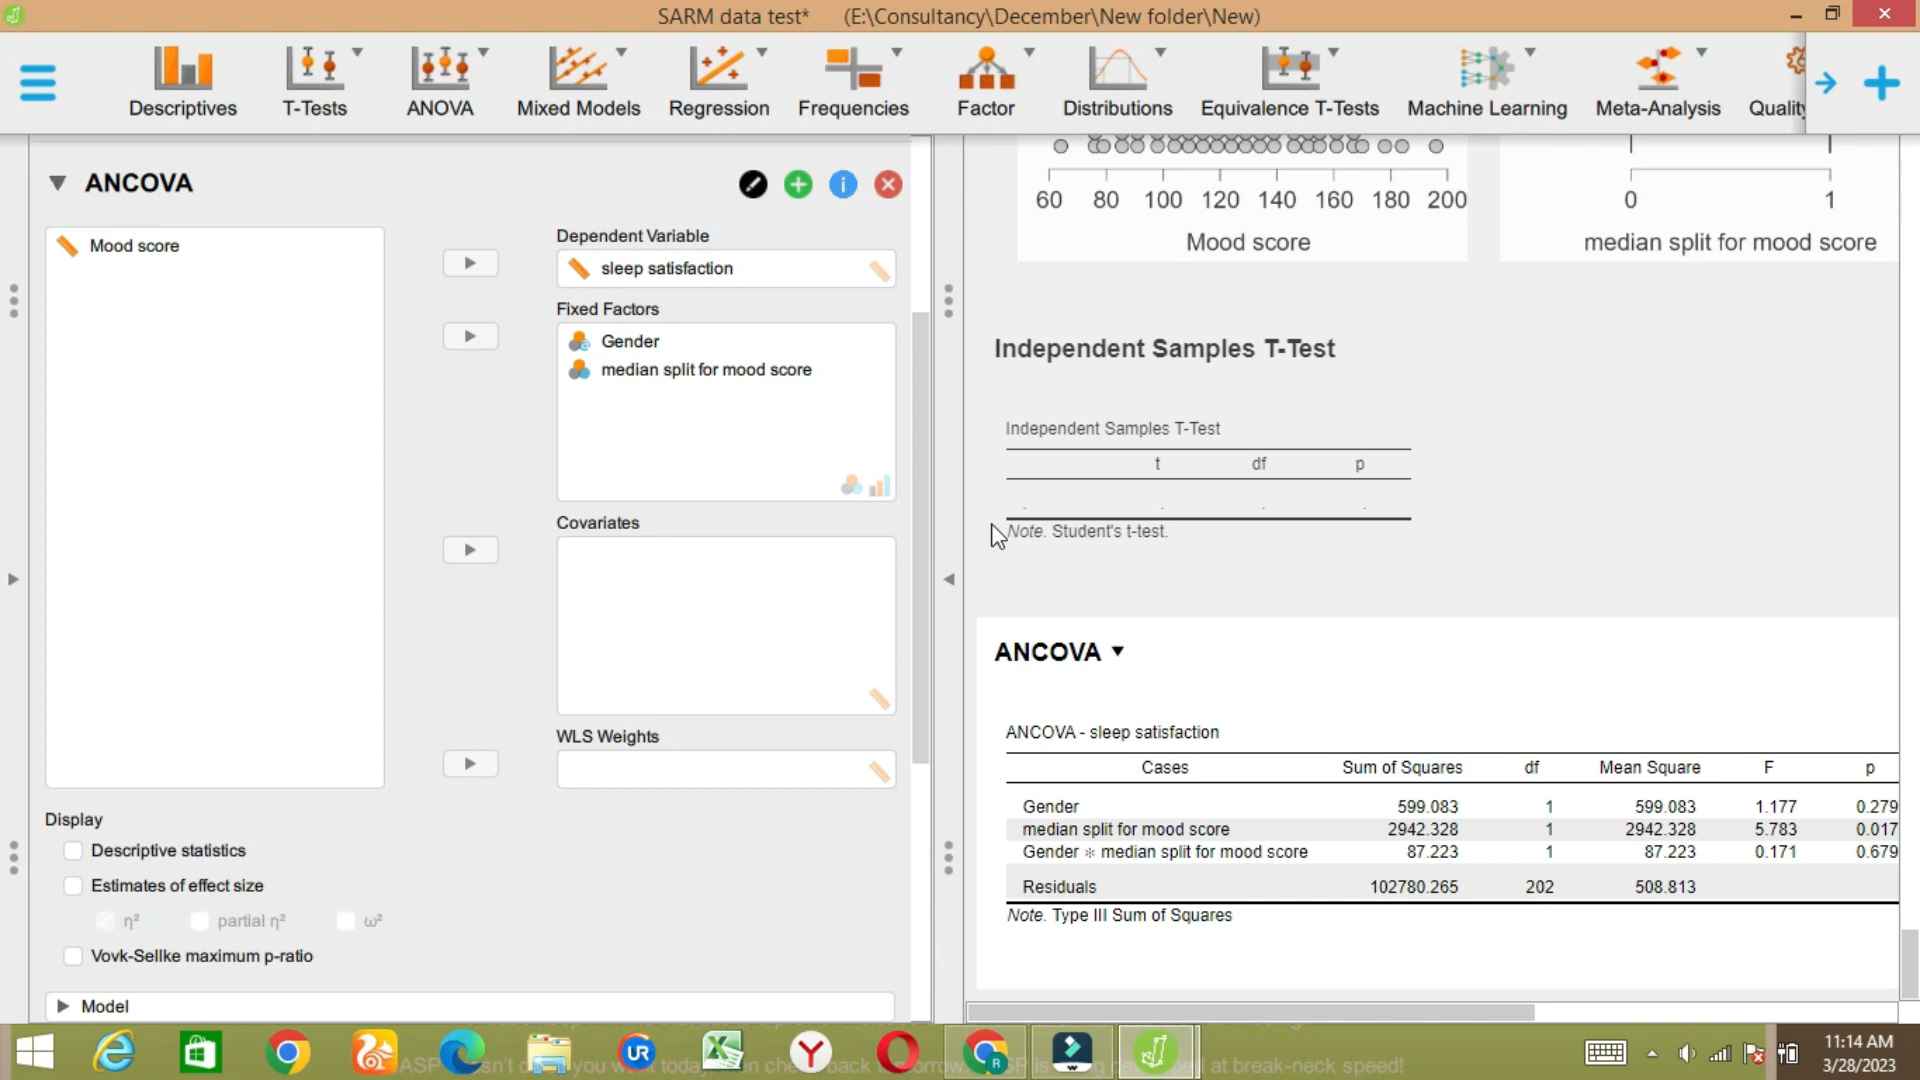 SARM data test* (E:\Consultancy\December\New folder\New)
Descriptives
T-Tests
ANOVA
Mixed Models
Regression
Frequencies
Factor
Distributions
Equivalence T-Tests
Machine Learning
Meta-Analysis
Quality
ANCOVA
Mood score
Dependent Variable
sleep satisfaction
Fixed Factors
Gender
median split for mood score
Covariates
WLS Weights
Display
Descriptive statistics
Estimates of effect size
η² partial η² ω²
Vovk-Sellke maximum p-ratio
Model
60 80 100 120 140 160 180 200
Mood score
0 1
median split for mood score
Independent Samples T-Test
Independent Samples T-Test
t df p
. . . .
Note. Student's t-test.
ANCOVA
ANCOVA - sleep satisfaction
Cases Sum of Squares df Mean Square F p
Gender 599.083 1 599.083 1.177 0.279
median split for mood score 2942.328 1 2942.328 5.783 0.017
Gender ∗ median split for mood score 87.223 1 87.223 0.171 0.679
Residuals 102780.265 202 508.813
Note. Type III Sum of Squares
UR
R
11:14 AM
3/28/2023
at break-neck speed!